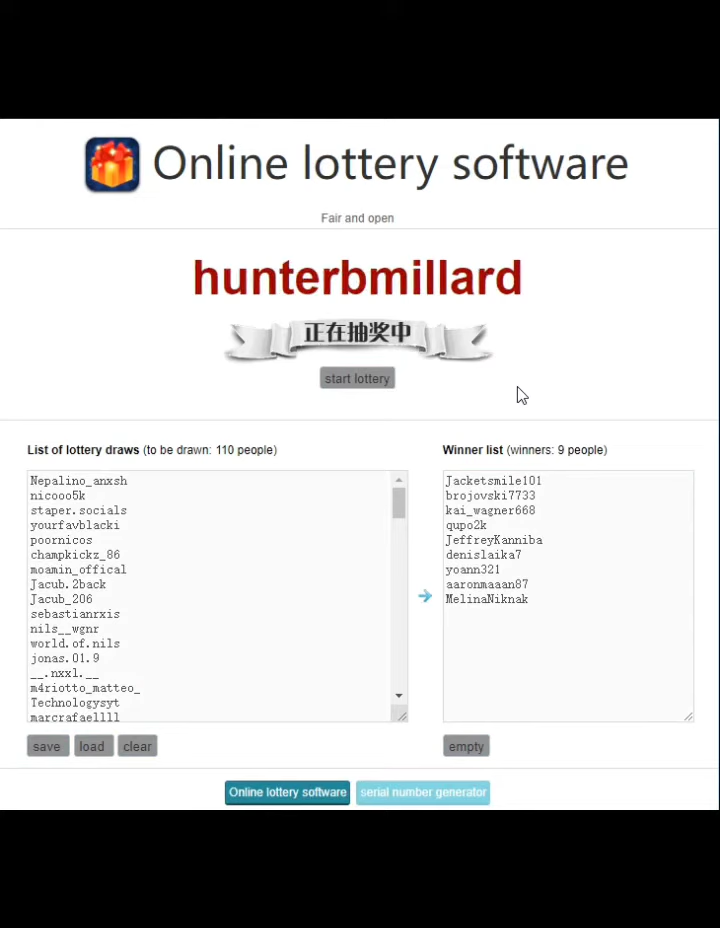 Online lottery software
Fair and open
hunterbmillard
正在抽奖中
start lottery
List of lottery draws (to be drawn: 110 people)
Nepalino_anxsh
nicooo5k
staper.socials
yourfavblacki
poornicos
champkickz_86
moamin_offical
Jacub.2back
Jacub_206
sebastianrxis
nils__wgnr
world.of.nils
jonas.01.9
__.nxxl.__
m4riotto_matteo_
Technologysyt
marcrafaellll
save load clear
Winner list (winners: 9 people)
Jacketsmile101
brojovski7733
kai_wagner668
qupo2k
JeffreyKanniba
denislaika7
yoann321
aaronmaaan87
MelinaNiknak
empty
Online lottery software
serial number generator